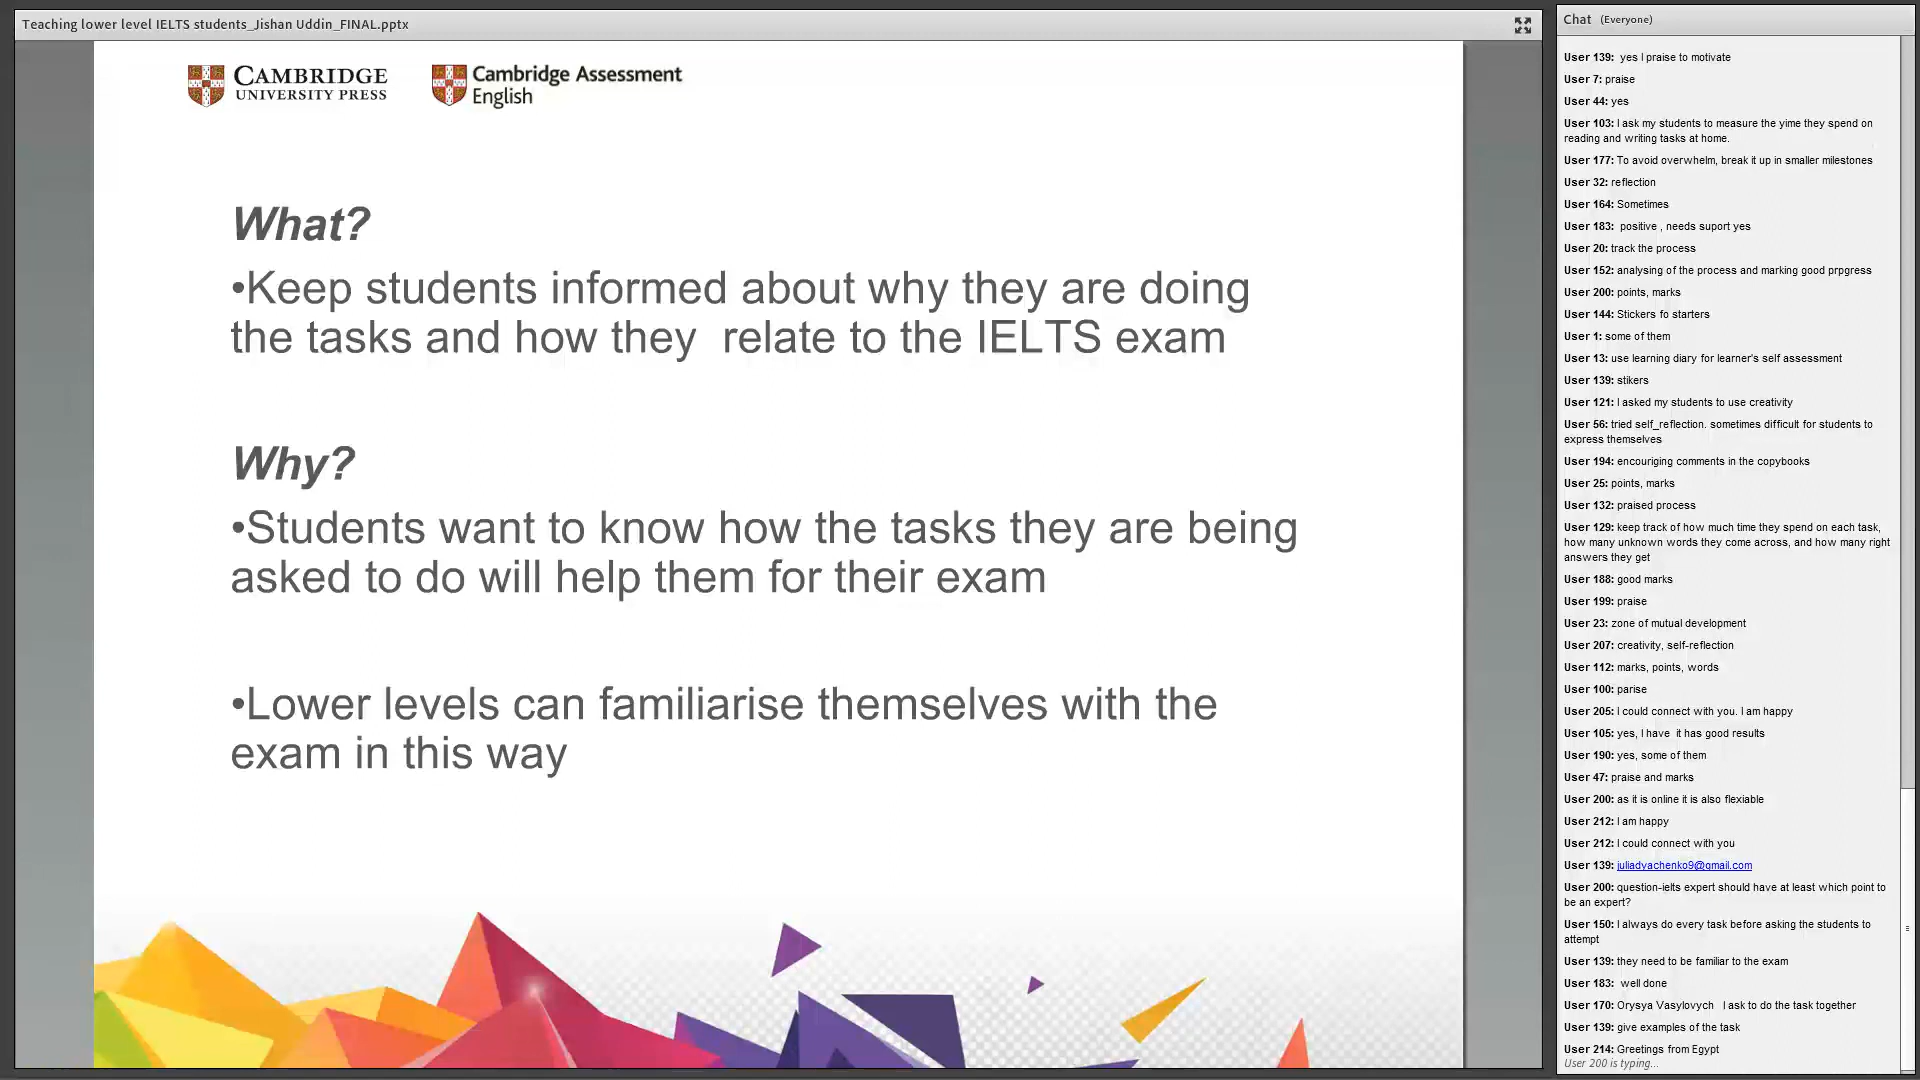 Teaching lower level IELTS students_Jishan Uddin_FINAL.pptx
CAMBRIDGE
UNIVERSITY PRESS
Cambridge Assessment
English
What?
•Keep students informed about why they are doing
the tasks and how they  relate to the IELTS exam
Why?
•Students want to know how the tasks they are being
asked to do will help them for their exam
•Lower levels can familiarise themselves with the
exam in this way
Chat (Everyone)
User 139: yes I praise to motivate
User 7: praise
User 44: yes
User 103: I ask my students to measure the yime they spend on
reading and writing tasks at home.
User 177: To avoid overwhelm, break it up in smaller milestones
User 32: reflection
User 164: Sometimes
User 183: positive , needs suport yes
User 20: track the process
User 152: analysing of the process and marking good prpgress
User 200: points, marks
User 144: Stickers fo starters
User 1: some of them
User 13: use learning diary for learner's self assessment
User 139: stikers
User 121: I asked my students to use creativity
User 56: tried self_reflection. sometimes difficult for students to
express themselves
User 194: encouriging comments in the copybooks
User 25: points, marks
User 132: praised process
User 129: keep track of how much time they spend on each task,
how many unknown words they come across, and how many right
answers they get
User 188: good marks
User 199: praise
User 23: zone of mutual development
User 207: creativity, self-reflection
User 112: marks, points, words
User 100: parise
User 205: I could connect with you. I am happy
User 105: yes, I have  it has good results
User 190: yes, some of them
User 47: praise and marks
User 200: as it is online it is also flexiable
User 212: I am happy
User 212: I could connect with you
User 139: juliadyachenko9@gmail.com
User 200: question-ielts expert should have at least which point to
be an expert?
User 150: I always do every task before asking the students to
attempt
User 139: they need to be familiar to the exam
User 183: well done
User 170: Orysya Vasylovych   I ask to do the task together
User 139: give examples of the task
User 214: Greetings from Egypt
User 200 is typing...